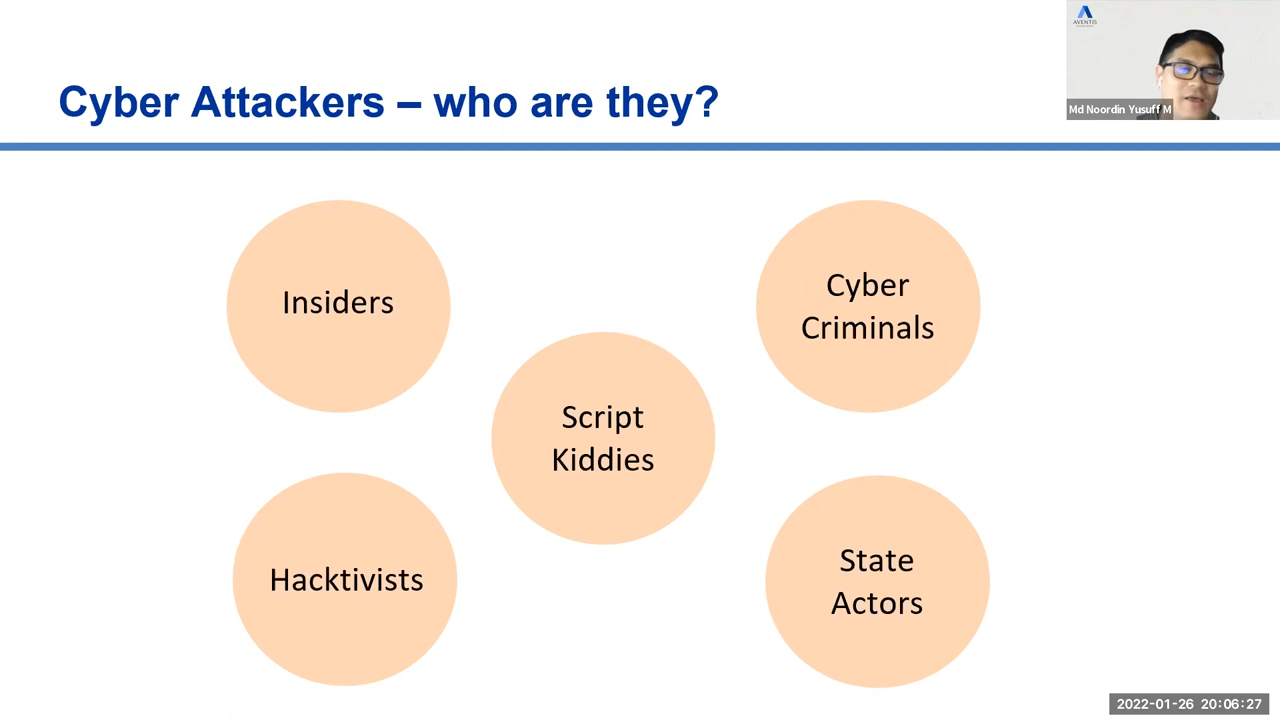 AVENTIS
Md Noordin Yusuff M
Cyber Attackers – who are they?
Insiders
Cyber
Criminals
Script
Kiddies
Hacktivists
State
Actors
2022-01-26 20:06:27